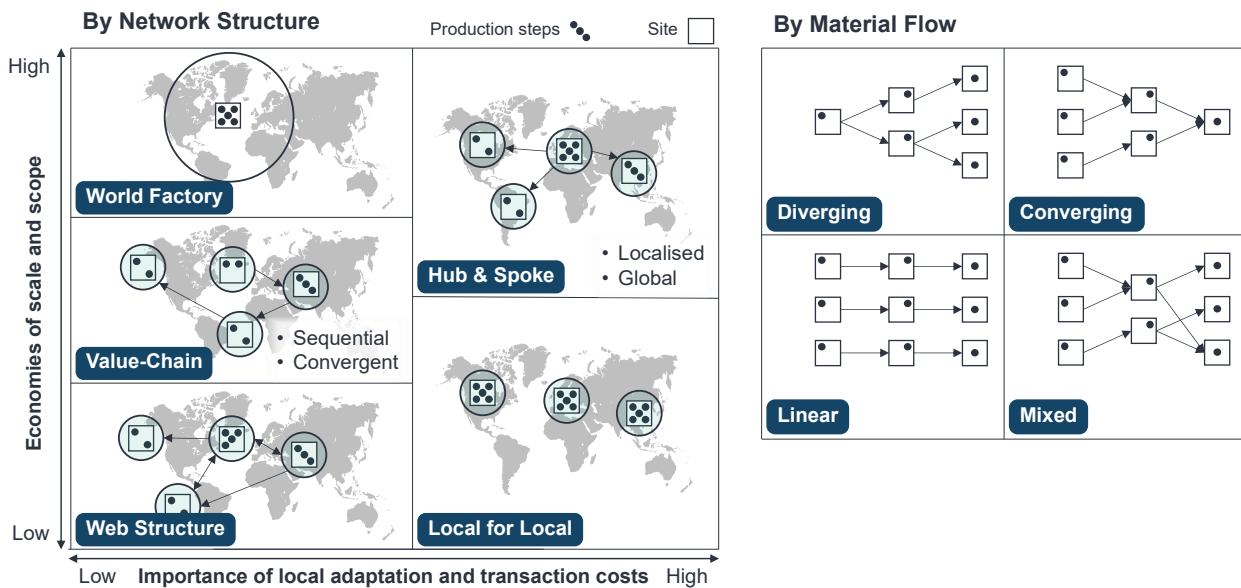 By Network Structure
Production steps
Site
High
Economies of scale and scope
Low
World Factory
Value-Chain
• Sequential
• Convergent
Web Structure
Hub & Spoke
• Localised
• Global
Local for Local
Low
Importance of local adaptation and transaction costs
High
By Material Flow
Diverging
Converging
Linear
Mixed